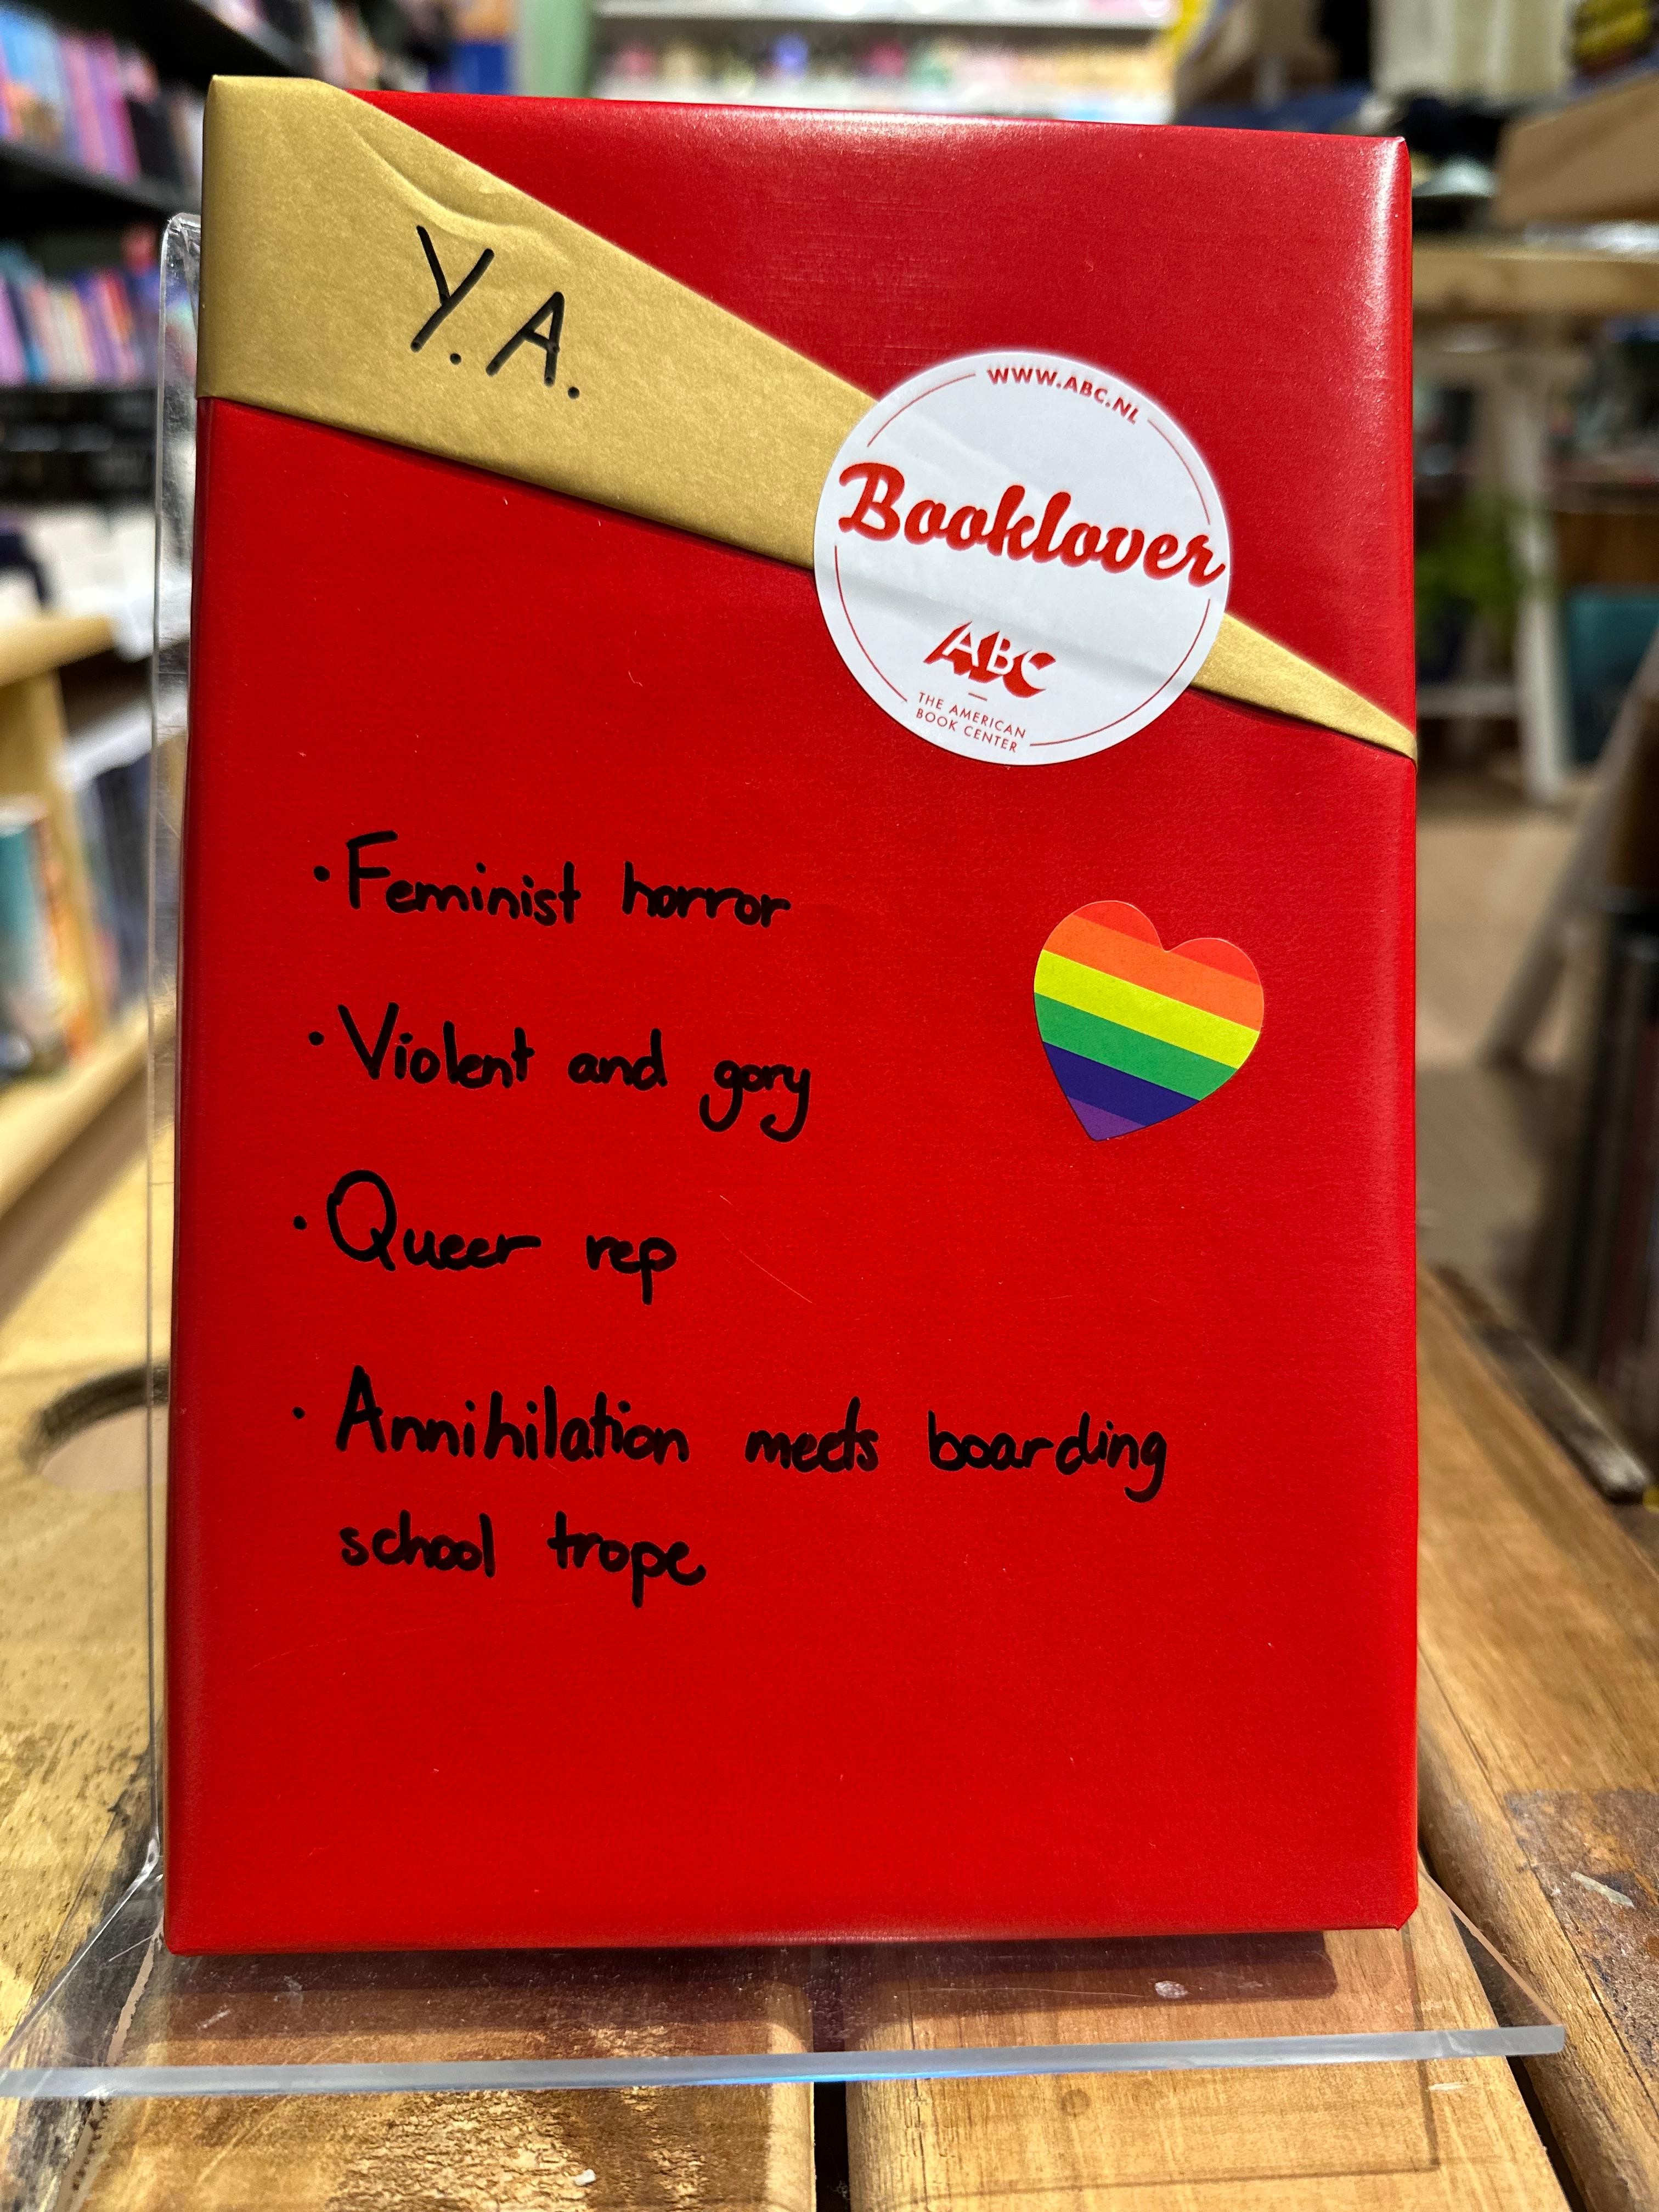 Y.A.
WWW.ABC.NL
Booklover
ABC
THE AMERICAN
BOOK CENTER
• Feminist horror
• Violent and gory
• Queer rep
• Annihilation meets boarding
school trope